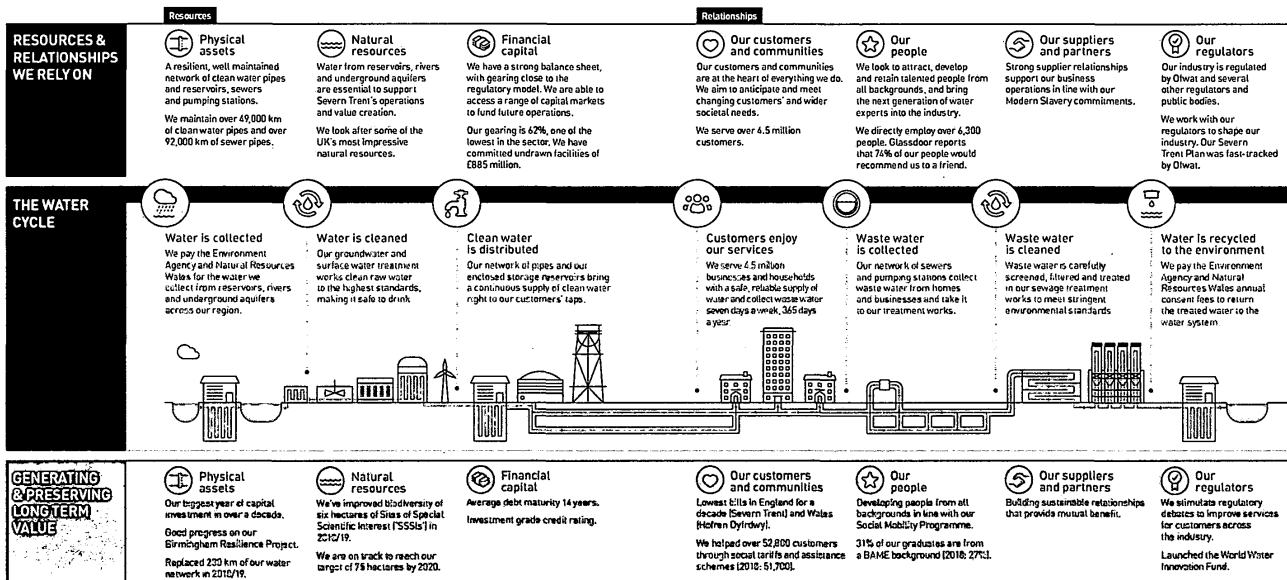 Resources
Relationships
RESOURCES &
RELATIONSHIPS
WE RELY ON
Physical
assets
A resilient, well maintained
network of clean water pipes
and reservoirs, sewers
and pumping stations.
We maintain over 49,000 km
of clean water pipes and over
92,000 km of sewer pipes.
Natural
resources
Water from reservoirs, rivers
and underground aquifers
are essential to support
Severn Trent's operations
and value creation.
We look after some of the
UK's most impressive
natural resources.
Financial
capital
We have a strong balance sheet,
with gearing close to the
regulatory model. We are able to
access a range of capital markets
to fund future operations.
Our gearing is 62%, one of the
lowest in the sector. We have
committed undrawn facilities of
£885 million.
Our customers
and communities
Our customers and communities
are at the heart of everything we do.
We aim to anticipate and meet
changing customers' and wider
societal needs.
We serve over 4.5 million
customers.
Our
people
We look to attract, develop
and retain talented people from
all backgrounds, and bring
the next generation of water
experts into the industry.
We directly employ over 6,300
people. Glassdoor reports
that 74% of our people would
recommend us to a friend.
Our suppliers
and partners
Strong supplier relationships
support our business
operations in line with our
Modern Slavery commitments.
Our
regulators
Our industry is regulated
by Ofwat and several
other regulators and
public bodies.
We work with our
regulators to shape our
industry. Our Severn
Trent Plan was fast-tracked
by Ofwat.
THE WATER
CYCLE
Water is collected
We pay the Environment
Agency and Natural Resources
Wales for the water we
collect from reservoirs, rivers
and underground aquifers
across our region.
Water is cleaned
Our groundwater and
surface water treatment
works clean raw water
to the highest standards,
making it safe to drink
Clean water
is distributed
Our network of pipes and our
enclosed storage reservoirs bring
a continuous supply of clean water
right to our customers' taps.
Customers enjoy
our services
We serve 4.5 million
businesses and households
with a safe, reliable supply of
water and collect waste water
seven days a week, 365 days
a year
Waste water
is collected
Our network of sewers
and pumping stations collect
waste water from homes
and businesses and take it
to our treatment works.
Waste water
is cleaned
Waste water is carefully
screened, filtered and treated
in our sewage treatment
works to meet stringent
environmental standards
Water is recycled
to the environment
We pay the Environment
Agency and Natural
Resources Wales annual
consent fees to return
the treated water to the
water system
GENERATING
& PRESERVING
LONG TERM
VALUE
Physical
assets
Our biggest year of capital
investment in over a decade.
Good progress on our
Birmingham Resilience Project.
Replaced 230 km of our water
network in 2018/19.
Natural
resources
We've improved biodiversity of
six hectares of Sites of Special
Scientific Interest ('SSSIs') in
2018/19.
We are on track to reach our
target of 75 hectares by 2020.
Financial
capital
Average debt maturity 14 years.
Investment grade credit rating.
Our customers
and communities
Lowest bills in England for a
decade (Severn Trent) and Wales
(Hafren Dyfrdwy).
We helped over 52,800 customers
through social tariffs and assistance
schemes (2018: 51,700).
Our
people
Developing people from all
backgrounds in line with our
Social Mobility Programme.
31% of our graduates are from
a BAME background (2018: 27%).
Our suppliers
and partners
Building sustainable relationships
that provide mutual benefit.
Our
regulators
We stimulate regulatory
debates to improve services
for customers across
the industry.
Launched the World Water
Innovation Fund.